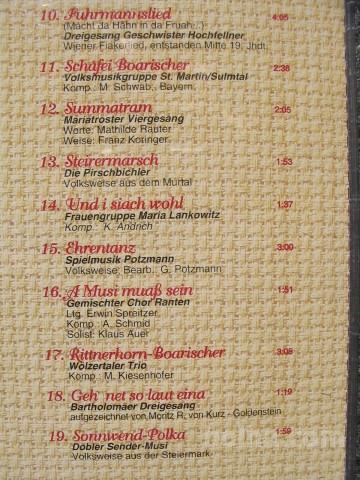 10. Fuhrmannslied 4:05
(Macht da Hahn in da Fruah..)
Dreigesang Geschwister Hochfellner
Wiener Fiakerlied, entstanden Mitte 19. Jhdt.
11. Schafei Boarischer 2:38
Volksmusikgruppe St. Martin/Sulmtal
Komp.: M. Schwab, Bayern
12. Summatram 2:05
Mariatroster Viergesang
Worte: Mathilde Rauter
Weise: Franz Koringer
13. Steirermarsch 1:53
Die Pirschbichler
Volksweise aus dem Murtal
14. Und i siach wohl 1:37
Frauengruppe Maria Lankowitz
Komp.: K. Andrich
15. Ehrentanz 3:00
Spielmusik Potzmann
Volksweise: Bearb.: G. Potzmann
16. A Musi muaß sein 1:51
Gemischter Chor Ranten
Ltg. Erwin Spreitzer
Komp.: A. Schmid
Solist: Klaus Auer
17. Rittnerhorn-Boarischer 3:08
Wölzertaler Trio
Komp.: M. Kiesenhofer
18. Geh' net so laut eina 1:19
Bartholomäer Dreigesang
aufgezeichnet von Moritz R. von Kurz - Goldenstein
19. Sonnwend-Polka 1:59
Dobler Sender-Musi
Volksweise aus der Steiermark